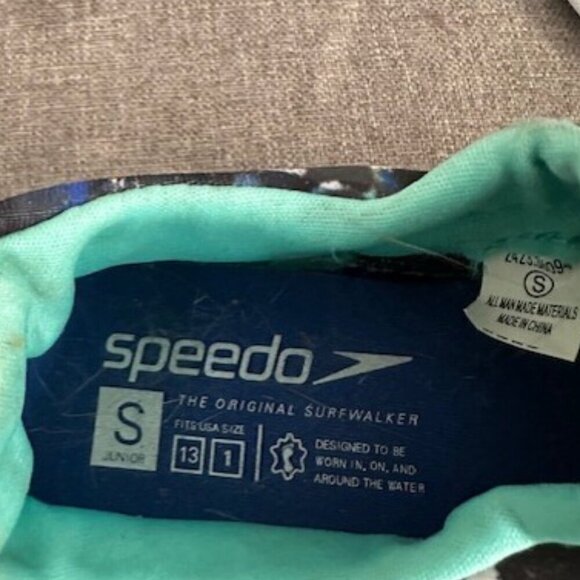 S
ALL MAN MADE MATERIALS
MADE IN CHINA
speedo
THE ORIGINAL SURFWALKER
S
JUNIOR
FITS USA SIZE
13 1
DESIGNED TO BE
WORN IN, ON, AND
AROUND THE WATER